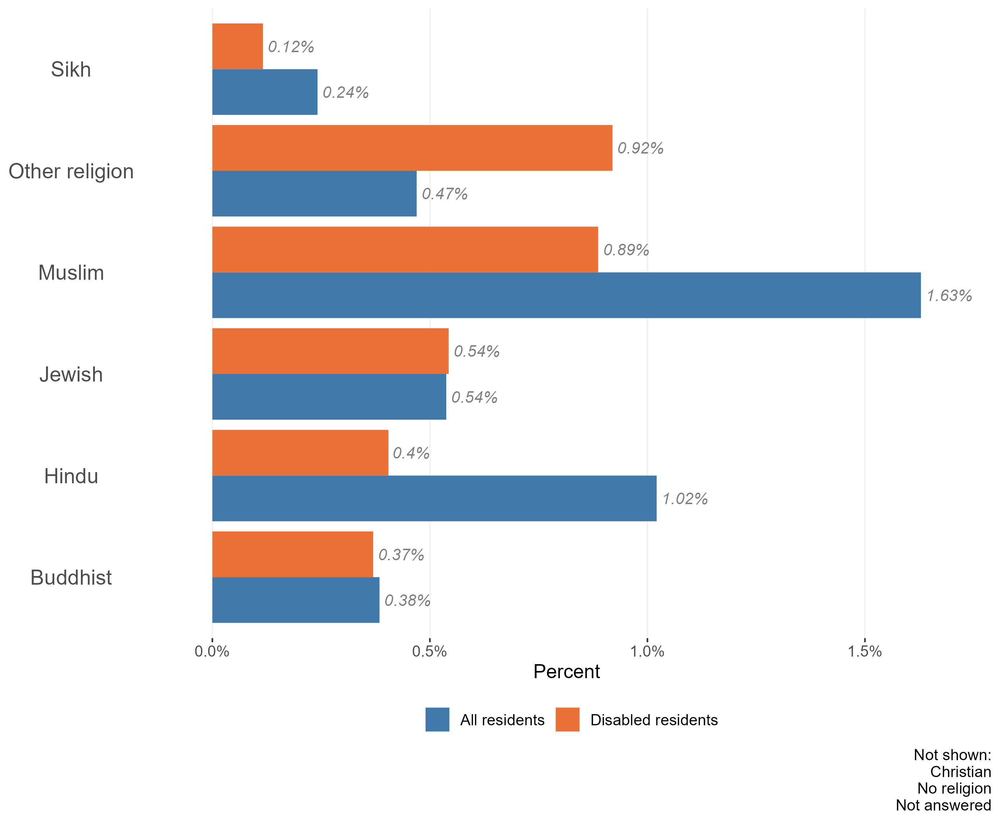 Sikh
0.12%
0.24%
Other religion
0.92%
0.47%
Muslim
0.89%
1.63%
Jewish
0.54%
0.54%
Hindu
0.4%
1.02%
Buddhist
0.37%
0.38%
0.0% 0.5% 1.0% 1.5%
Percent
All residents Disabled residents
Not shown:
Christian
No religion
Not answered